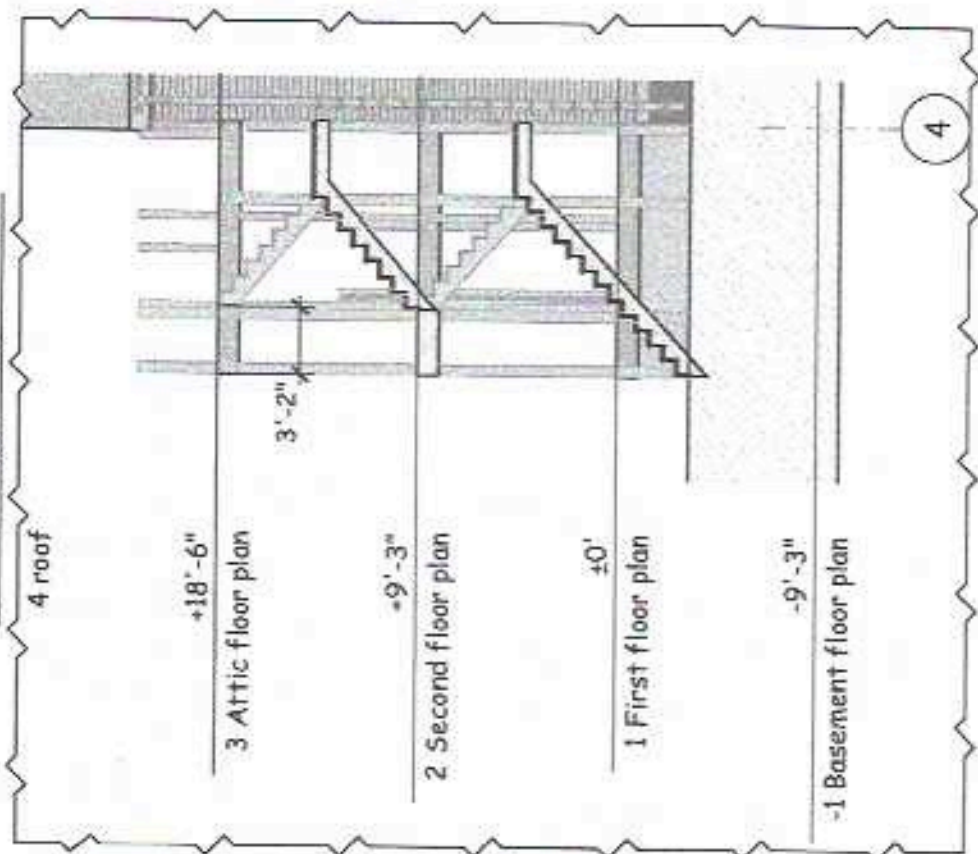 4 roof
+18'-6"
3 Attic floor plan
3'-2"
+9'-3"
2 Second floor plan
±0'
1 First floor plan
-9'-3"
-1 Basement floor plan
4